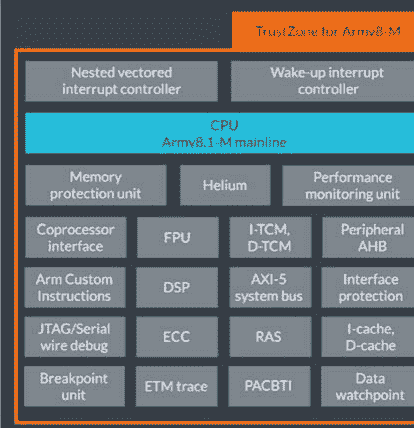 TrustZone for Armv8-M
Nested vectored
interrupt controller
Wake-up interrupt
controller
CPU
Armv8.1-M mainline
Memory
protection unit
Helium
Performance
monitoring unit
Coprocessor
interface
FPU
I-TCM,
D-TCM
Peripheral
AHB
Arm Custom
Instructions
DSP
AXI-5
system bus
Interface
protection
JTAG/Serial
wire debug
ECC
RAS
I-cache,
D-cache
Breakpoint
unit
ETM trace
PACBTI
Data
watchpoint